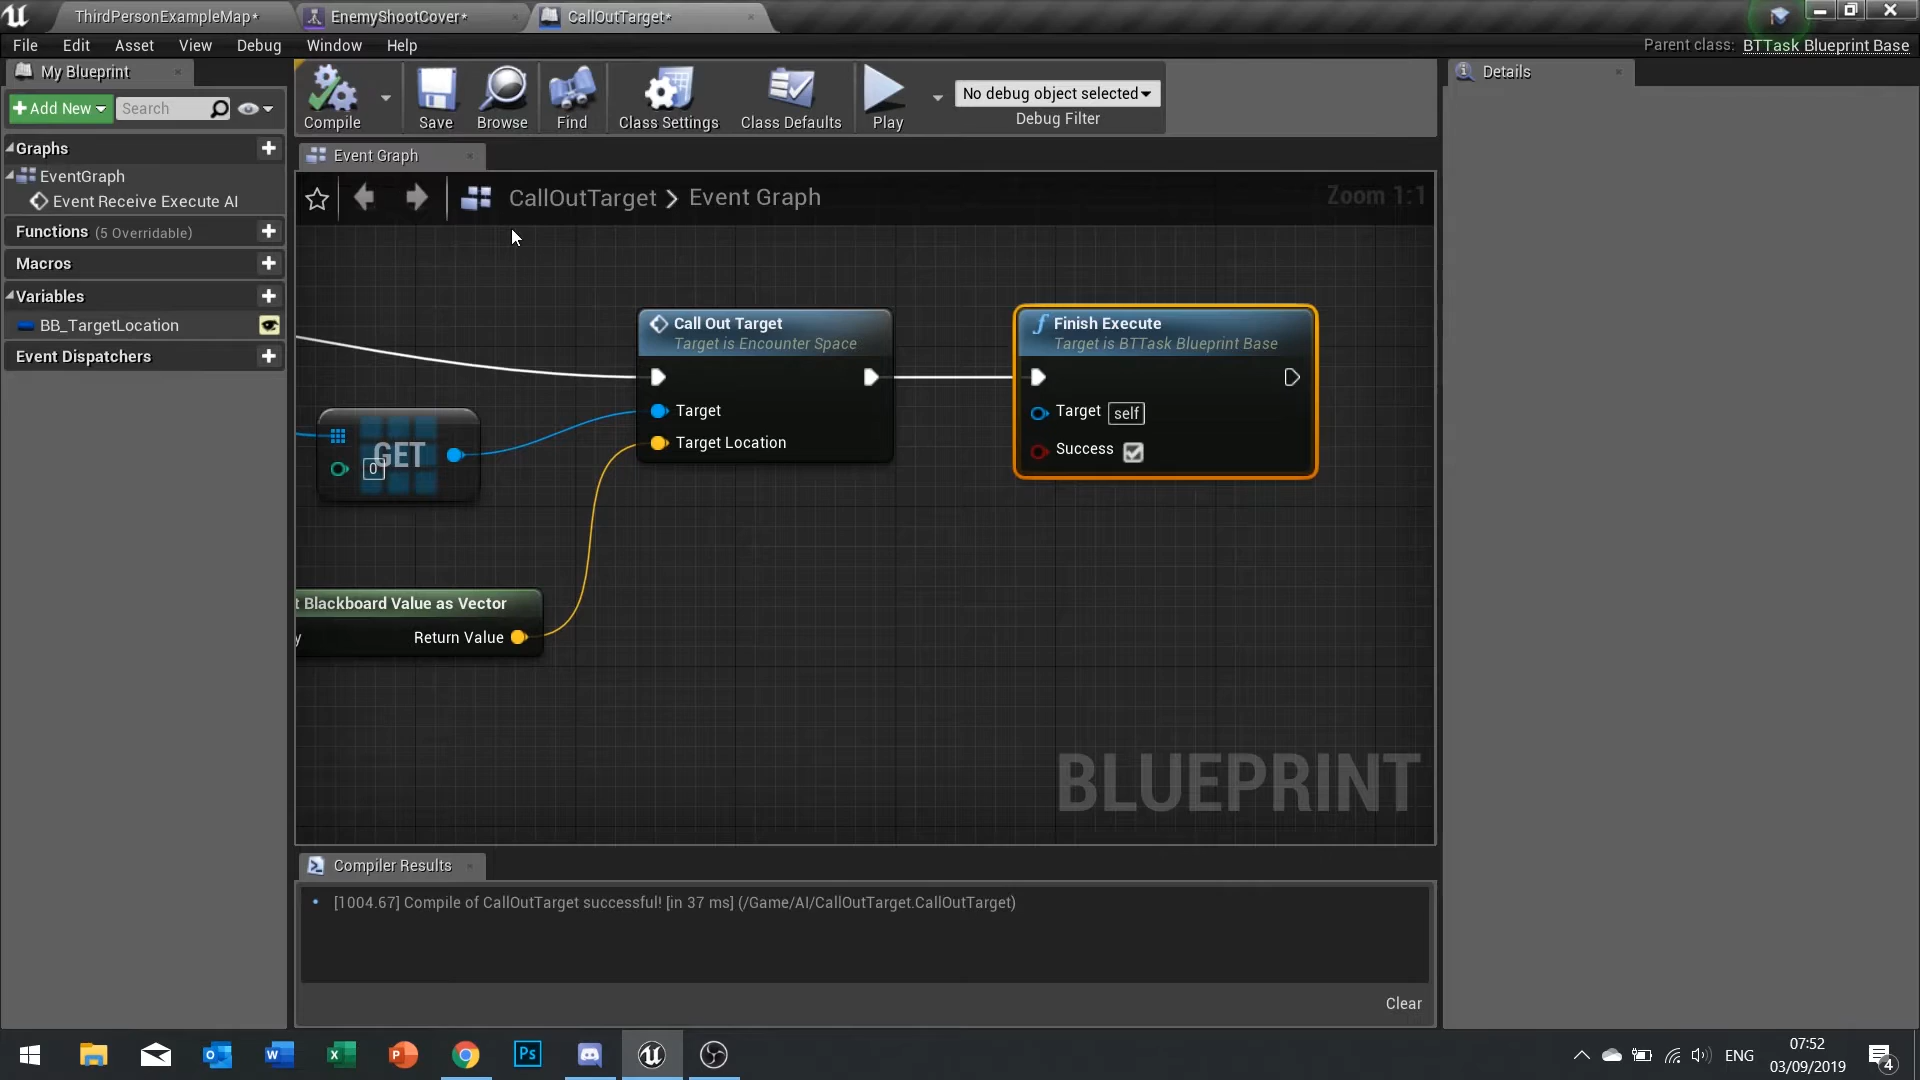 ThirdPersonExampleMap*
EnemyShootCover*
CallOutTarget*
File Edit Asset View Debug Window Help
Parent class: BTTask Blueprint Base
My Blueprint
Add New
Search
Graphs
EventGraph
Event Receive Execute AI
Functions (5 Overridable)
Macros
Variables
BB_TargetLocation
Event Dispatchers
Compile
Save
Browse
Find
Class Settings
Class Defaults
Play
No debug object selected
Debug Filter
Event Graph
CallOutTarget > Event Graph
Zoom 1:1
Call Out Target
Target is Encounter Space
Target
Target Location
Finish Execute
Target is BTTask Blueprint Base
Target self
Success
GET
0
t Blackboard Value as Vector
y
Return Value
BLUEPRINT
Compiler Results
[1004.67] Compile of CallOutTarget successful! [in 37 ms] (/Game/AI/CallOutTarget.CallOutTarget)
Clear
Details
Ps
ENG
07:52
03/09/2019
4